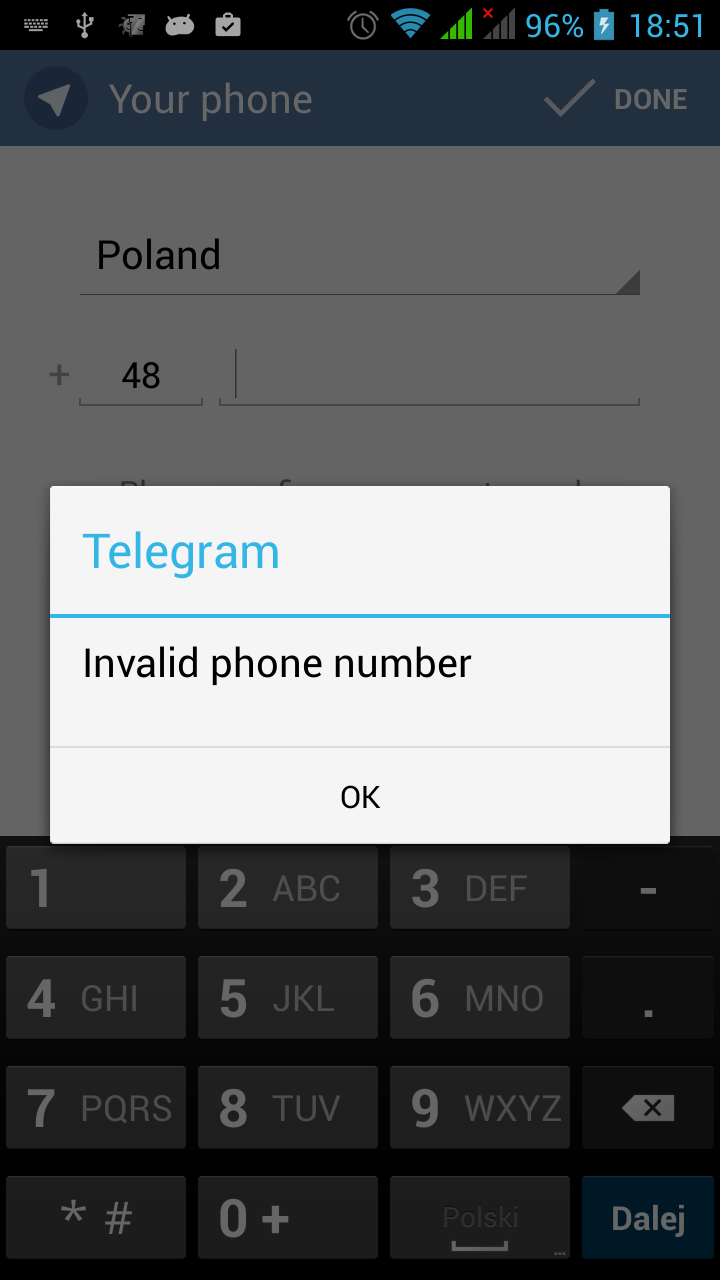 96% 18:51
Your phone
DONE
Poland
+ 48
Telegram
Invalid phone number
OK
1 2 ABC 3 DEF -
4 GHI 5 JKL 6 MNO .
7 PQRS 8 TUV 9 WXYZ
* # 0 + Polski ... Dalej